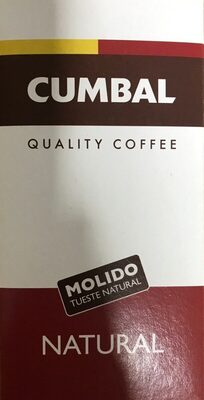 CUMBAL
QUALITY COFFEE
MOLIDO
TUESTE NATURAL
NATURAL